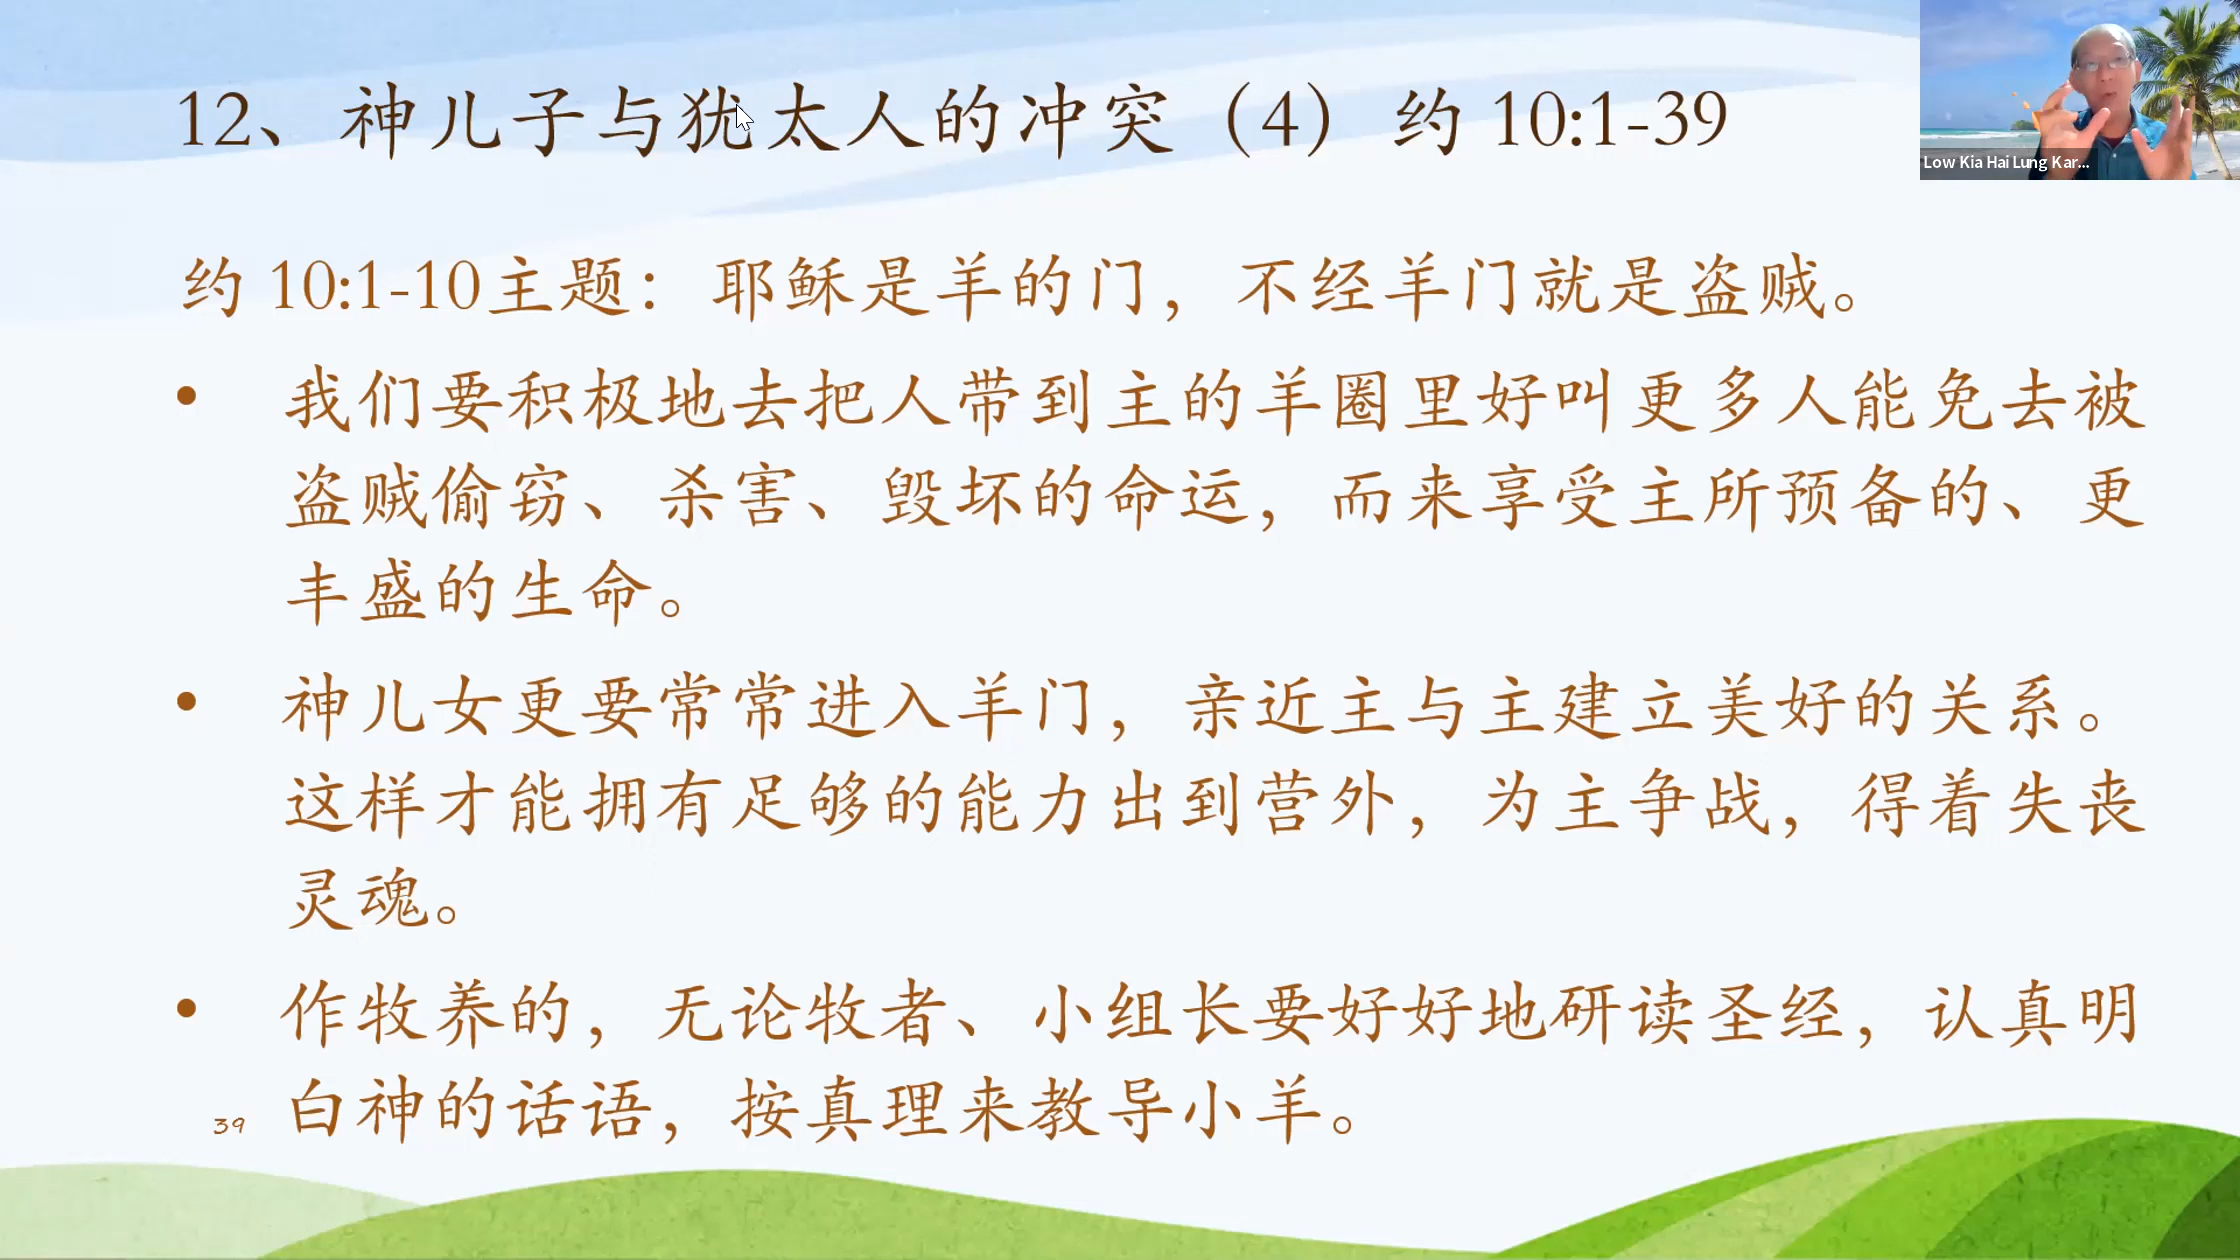 12、神儿子与犹太人的冲突（4） 约 10:1-39
Low Kia Hai Lung Kar...
约 10:1-10主题：耶稣是羊的门，不经羊门就是盗贼。
• 我们要积极地去把人带到主的羊圈里好叫更多人能免去被
盗贼偷窃、杀害、毁坏的命运，而来享受主所预备的、更
丰盛的生命。
• 神儿女更要常常进入羊门，亲近主与主建立美好的关系。
这样才能拥有足够的能力出到营外，为主争战，得着失丧
灵魂。
• 作牧养的，无论牧者、小组长要好好地研读圣经，认真明
白神的话语，按真理来教导小羊。
39